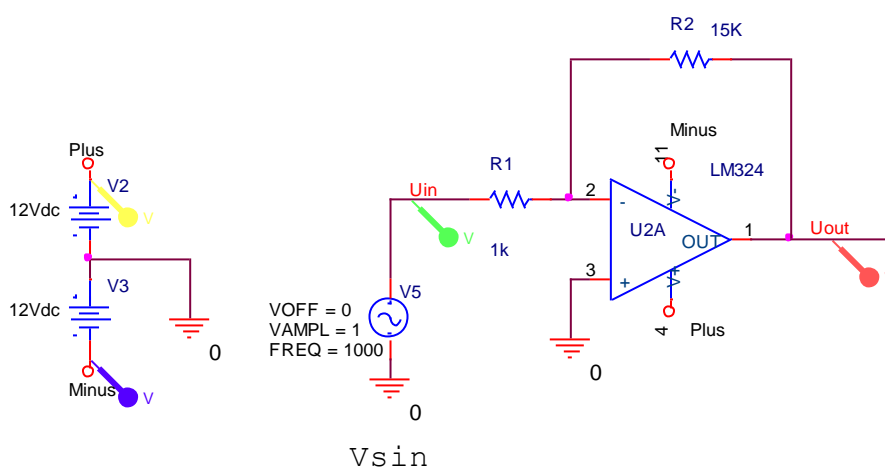 R2 15K
Minus
11
R1
LM324
Plus
V2
12Vdc
V
Uin
V
1k
2
-
V-
U2A
OUT
1
Uout
V3
12Vdc
V5
VOFF = 0
VAMPL = 1
FREQ = 1000
3
+
V+
4
Plus
0
0
Minus
V
0
Vsin